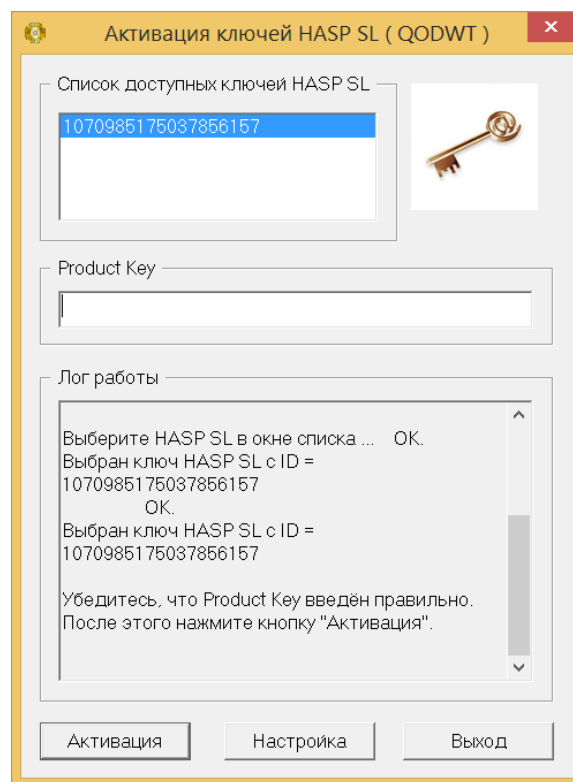 Активация ключей HASP SL ( QODWT )
Список доступных ключей HASP SL
1070985175037856157
Product Key
Лог работы
Выберите HASP SL в окне списка ... OK.
Выбран ключ HASP SL с ID =
1070985175037856157
OK.
Выбран ключ HASP SL с ID =
1070985175037856157
Убедитесь, что Product Key введён правильно.
После этого нажмите кнопку "Активация".
Активация
Настройка
Выход